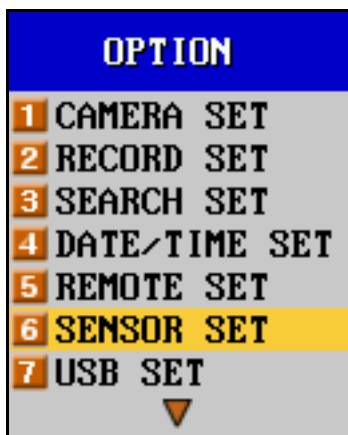 OPTION
1 CAMERA SET
2 RECORD SET
3 SEARCH SET
4 DATE/TIME SET
5 REMOTE SET
6 SENSOR SET
7 USB SET